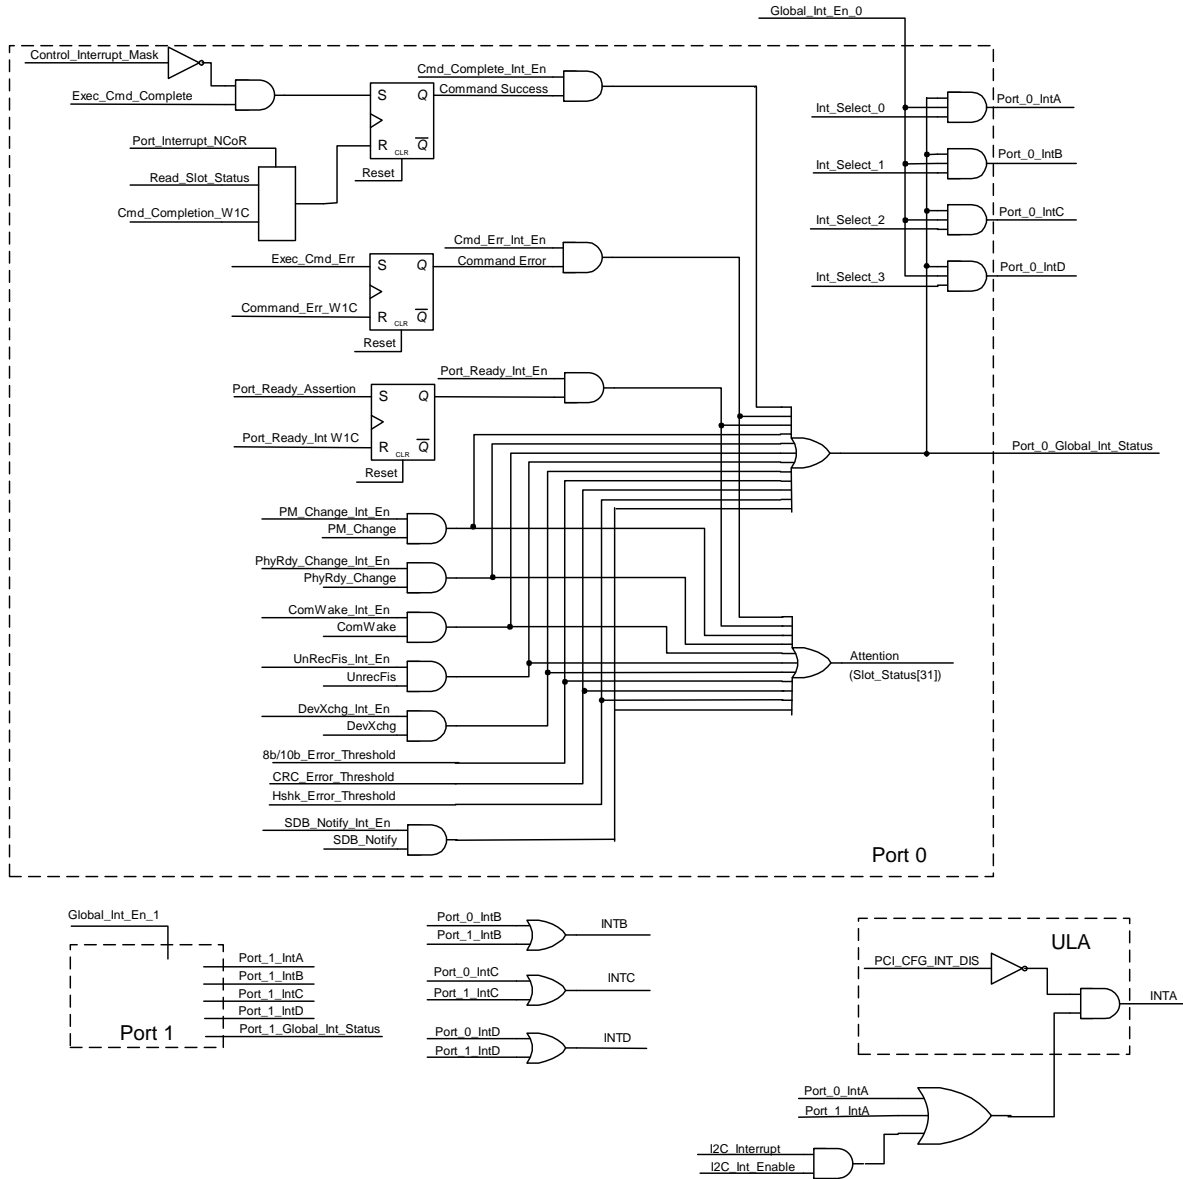 Global_Int_En_0
Control_Interrupt_Mask
Exec_Cmd_Complete
S Q
R Q
CLR
Reset
Cmd_Complete_Int_En
Command Success
Int_Select_0
Port_0_IntA
Int_Select_1
Port_0_IntB
Int_Select_2
Port_0_IntC
Int_Select_3
Port_0_IntD
Port_Interrupt_NCoR
Read_Slot_Status
Cmd_Completion_W1C
Exec_Cmd_Err
Command_Err_W1C
S Q
R Q
CLR
Reset
Cmd_Err_Int_En
Command Error
Port_Ready_Assertion
Port_Ready_Int W1C
S Q
R Q
CLR
Reset
Port_Ready_Int_En
Port_0_Global_Int_Status
PM_Change_Int_En
PM_Change
PhyRdy_Change_Int_En
PhyRdy_Change
ComWake_Int_En
ComWake
UnRecFis_Int_En
UnrecFis
Attention
(Slot_Status[31])
DevXchg_Int_En
DevXchg
8b/10b_Error_Threshold
CRC_Error_Threshold
Hshk_Error_Threshold
SDB_Notify_Int_En
SDB_Notify
Port 0
Global_Int_En_1
Port_1_IntA
Port_1_IntB
Port_1_IntC
Port_1_IntD
Port_1_Global_Int_Status
Port 1
Port_0_IntB
Port_1_IntB
INTB
Port_0_IntC
Port_1_IntC
INTC
Port_0_IntD
Port_1_IntD
INTD
ULA
PCI_CFG_INT_DIS
INTA
Port_0_IntA
Port_1_IntA
I2C_Interrupt
I2C_Int_Enable